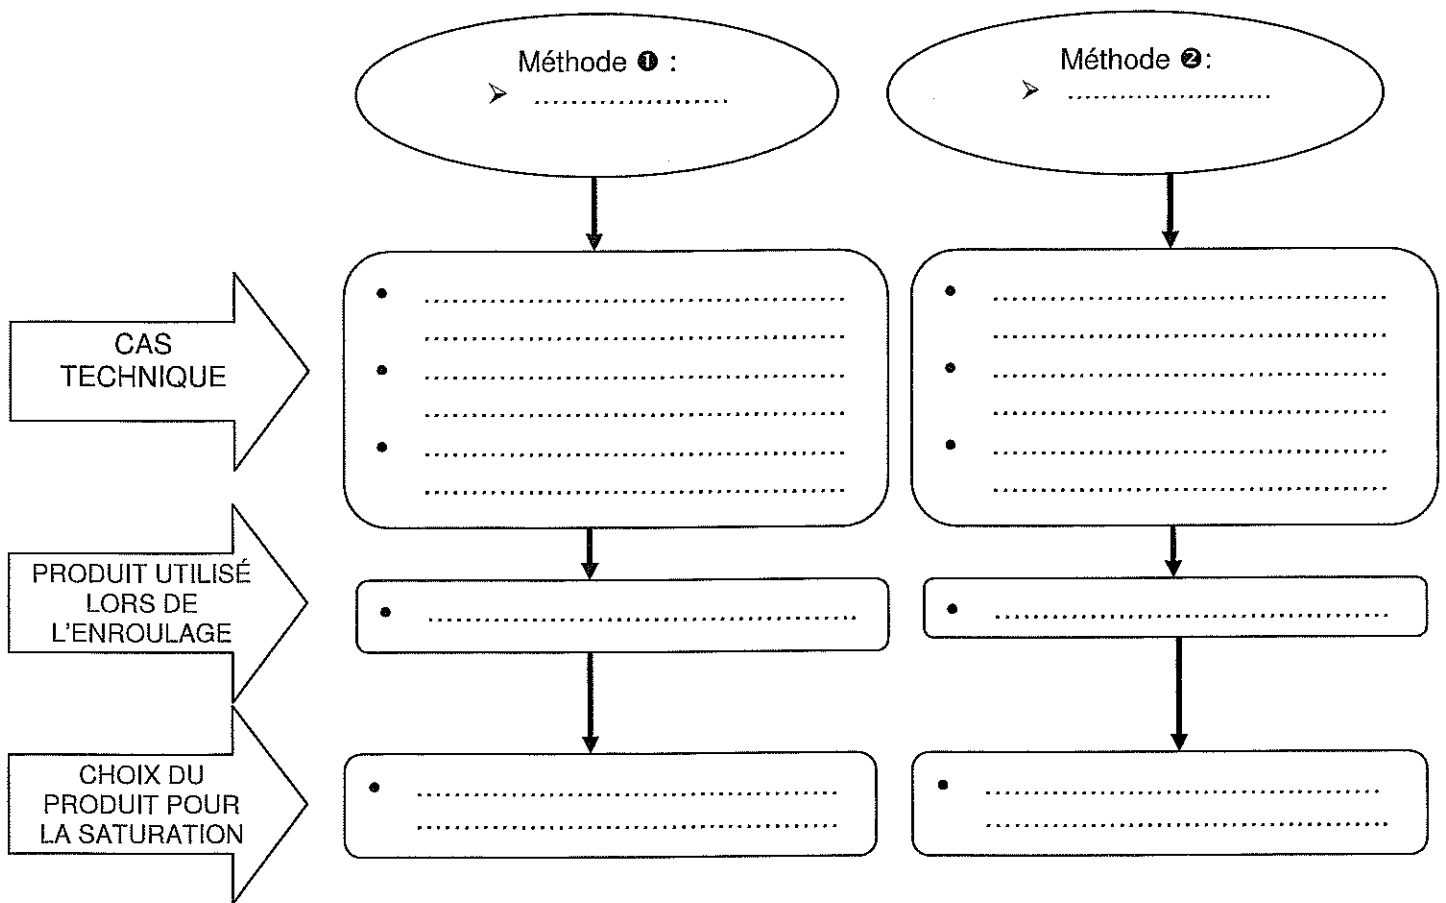 Méthode ❶ :
➢ ....................
Méthode ❷:
➢ ....................
CAS
TECHNIQUE
• ............................................
............................................
• ............................................
............................................
• ............................................
............................................
• ............................................
............................................
• ............................................
............................................
• ............................................
............................................
PRODUIT UTILISÉ
LORS DE
L'ENROULAGE
• ............................................
• ............................................
CHOIX DU
PRODUIT POUR
LA SATURATION
• ............................................
............................................
• ............................................
............................................